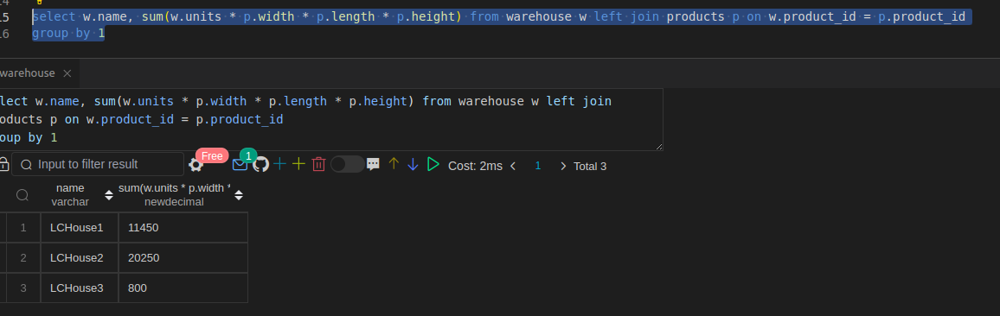 15 select w.name, sum(w.units * p.width * p.length * p.height) from warehouse w left join products p on w.product_id = p.product_id
16 group by 1
warehouse ×
lect w.name, sum(w.units * p.width * p.length * p.height) from warehouse w left join
oducts p on w.product_id = p.product_id
oup by 1
Input to filter result Free 1 Cost: 2ms < 1 > Total 3
name sum(w.units * p.width *
varchar newdecimal
1 LCHouse1 11450
2 LCHouse2 20250
3 LCHouse3 800